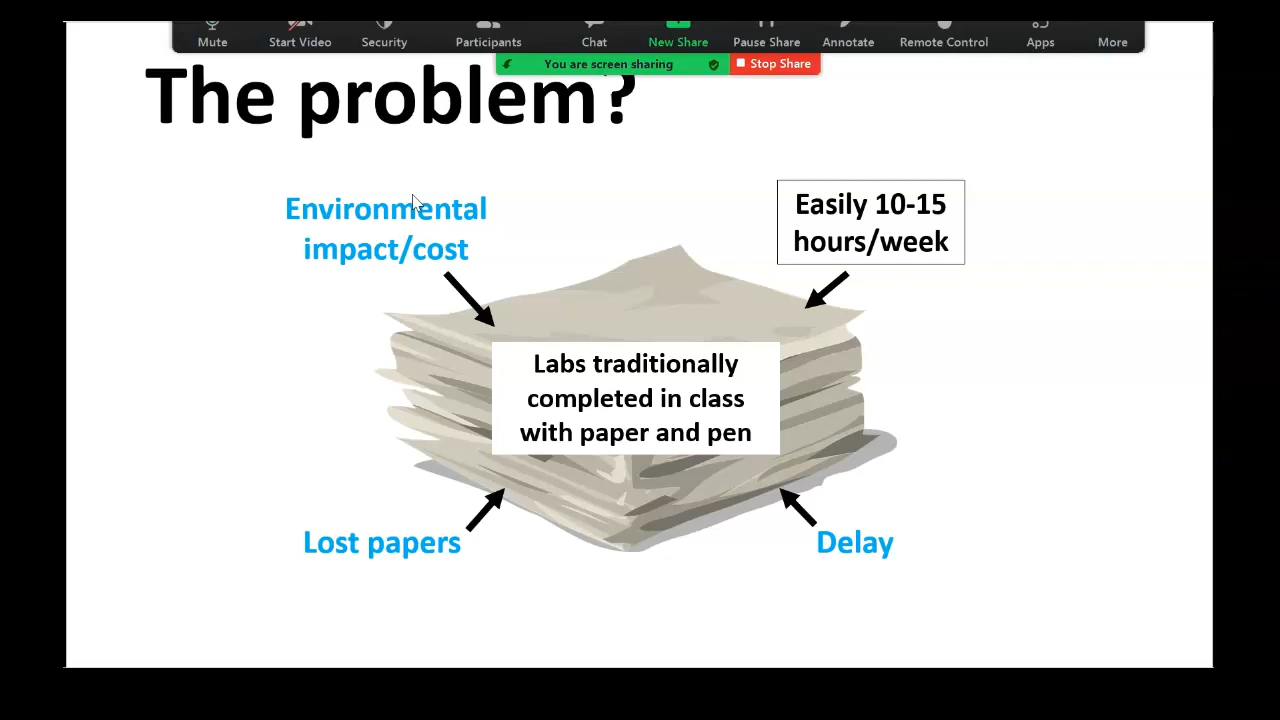 Mute Start Video Security Participants Chat New Share Pause Share Annotate Remote Control Apps More
You are screen sharing Stop Share
The problem?
Environmental
impact/cost
Easily 10-15
hours/week
Labs traditionally
completed in class
with paper and pen
Lost papers
Delay